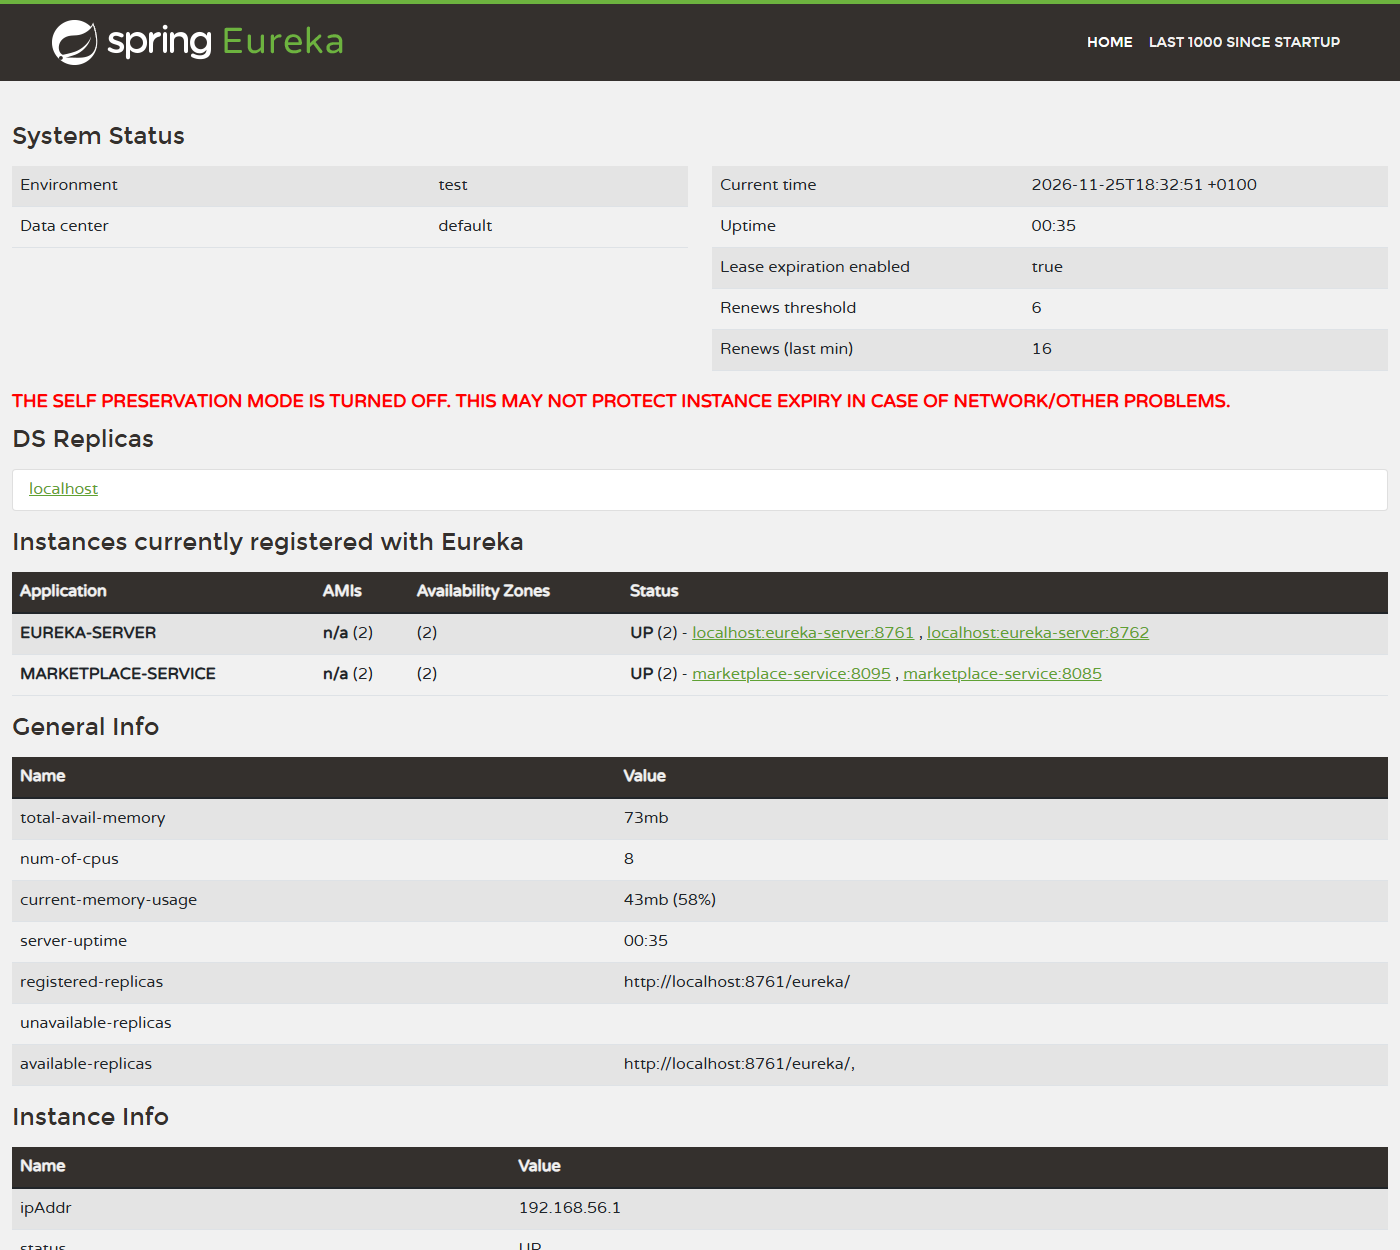 spring Eureka
HOME LAST 1000 SINCE STARTUP
System Status
Environment test
Data center default
Current time 2026-11-25T18:32:51 +0100
Uptime 00:35
Lease expiration enabled true
Renews threshold 6
Renews (last min) 16
THE SELF PRESERVATION MODE IS TURNED OFF. THIS MAY NOT PROTECT INSTANCE EXPIRY IN CASE OF NETWORK/OTHER PROBLEMS.
DS Replicas
localhost
Instances currently registered with Eureka
Application AMIs Availability Zones Status
EUREKA-SERVER n/a (2) (2) UP (2) - localhost:eureka-server:8761 , localhost:eureka-server:8762
MARKETPLACE-SERVICE n/a (2) (2) UP (2) - marketplace-service:8095 , marketplace-service:8085
General Info
Name Value
total-avail-memory 73mb
num-of-cpus 8
current-memory-usage 43mb (58%)
server-uptime 00:35
registered-replicas http://localhost:8761/eureka/
unavailable-replicas
available-replicas http://localhost:8761/eureka/,
Instance Info
Name Value
ipAddr 192.168.56.1
status UP